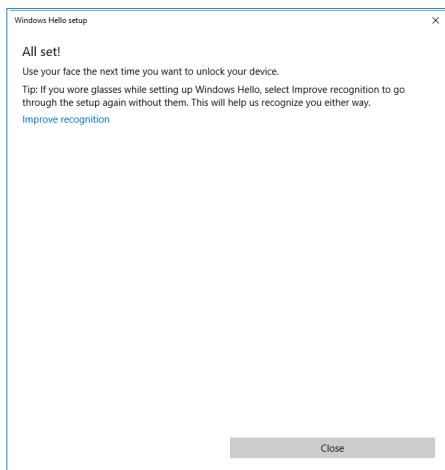 Windows Hello setup
All set!
Use your face the next time you want to unlock your device.
Tip: If you wore glasses while setting up Windows Hello, select Improve recognition to go
through the setup again without them. This will help us recognize you either way.
Improve recognition
Close